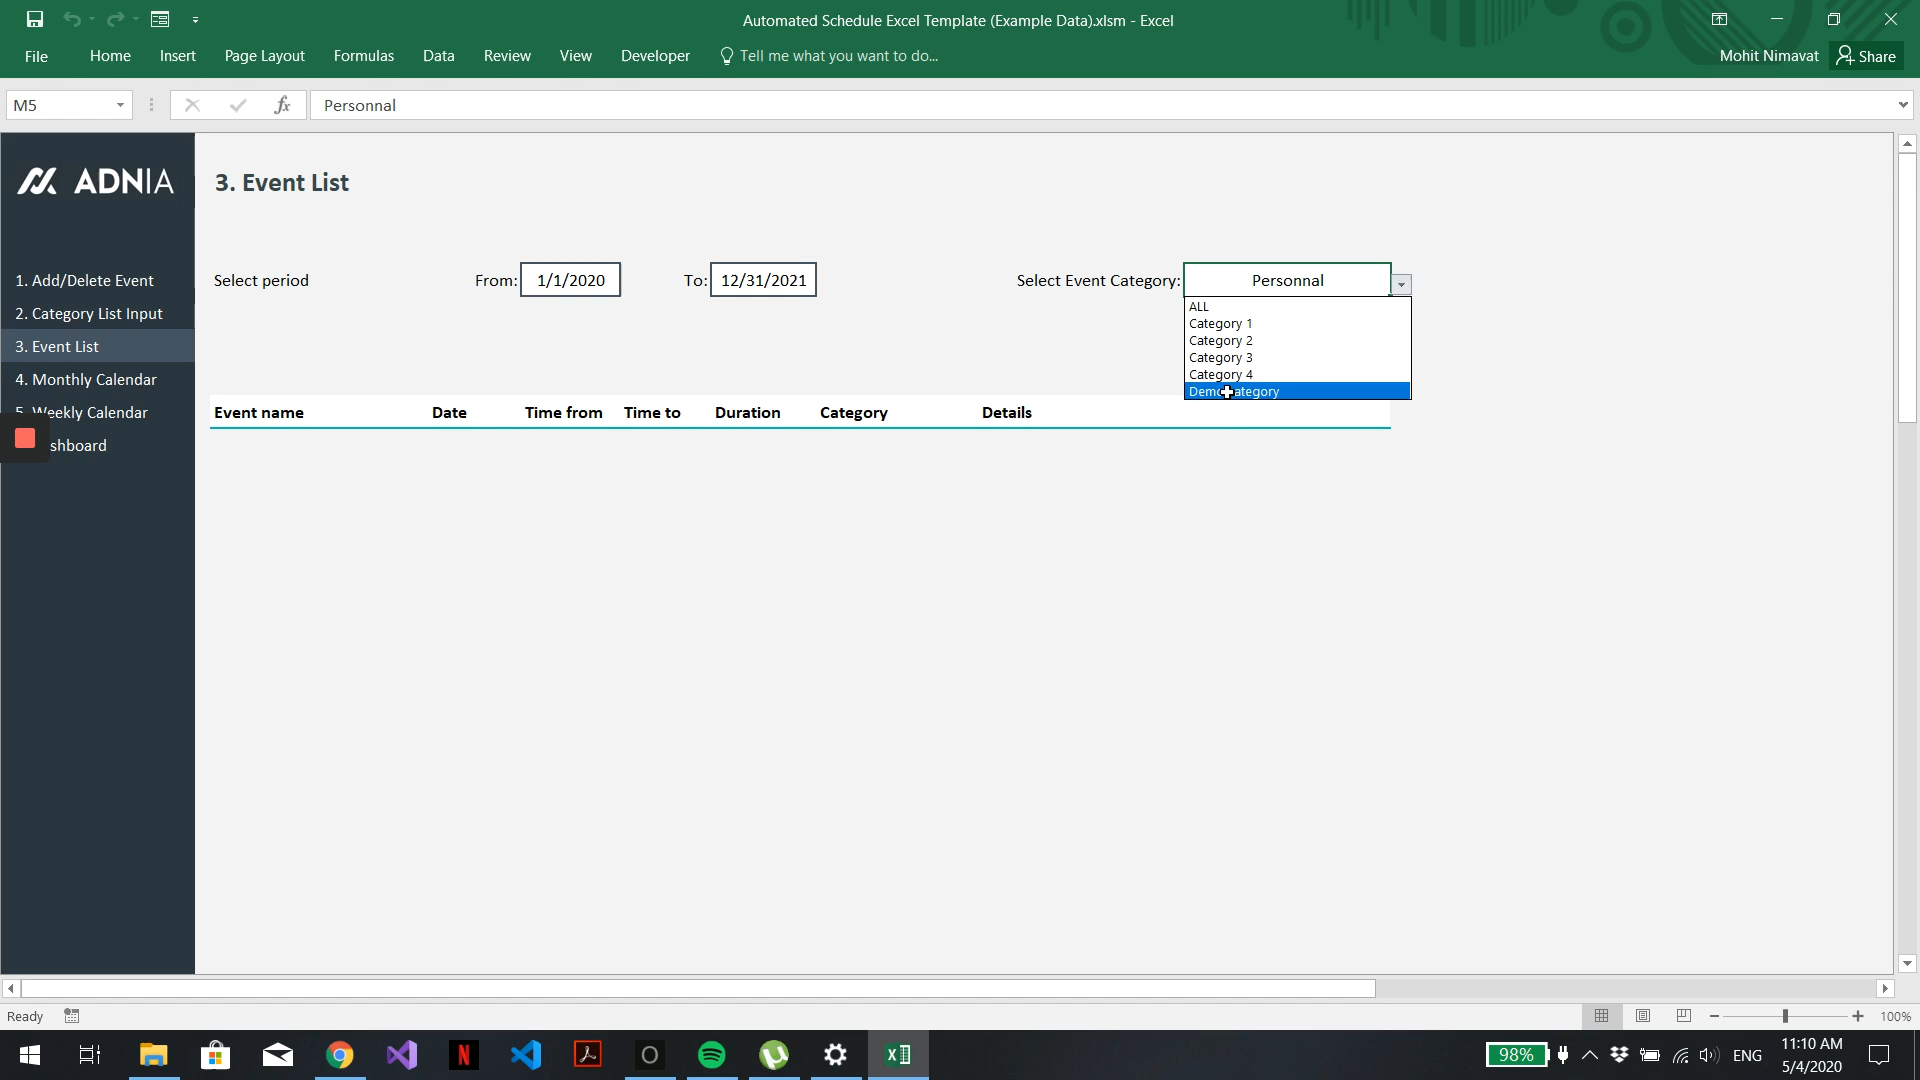 Automated Schedule Excel Template (Example Data).xlsm - Excel
File Home Insert Page Layout Formulas Data Review View Developer Tell me what you want to do... Mohit Nimavat Share
M5 fx Personnal
ADNIA
3. Event List
1. Add/Delete Event
2. Category List Input
3. Event List
4. Monthly Calendar
5. Weekly Calendar
shboard
Select period From: 1/1/2020 To: 12/31/2021 Select Event Category: Personnal
ALL
Category 1
Category 2
Category 3
Category 4
Demo Category
Event name Date Time from Time to Duration Category Details
Ready 100%
98% ENG 11:10 AM
5/4/2020